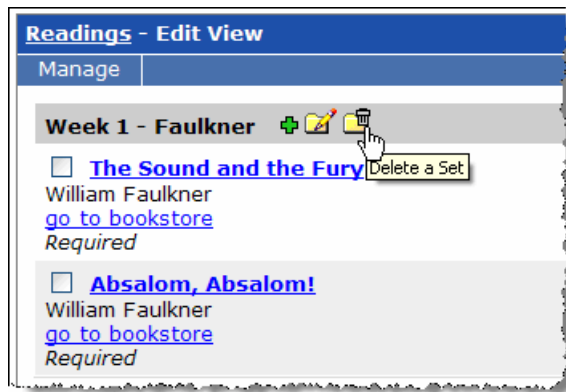 Readings - Edit View
Manage
Week 1 - Faulkner
The Sound and the Fury
Delete a Set
William Faulkner
go to bookstore
Required
Absalom, Absalom!
William Faulkner
go to bookstore
Required